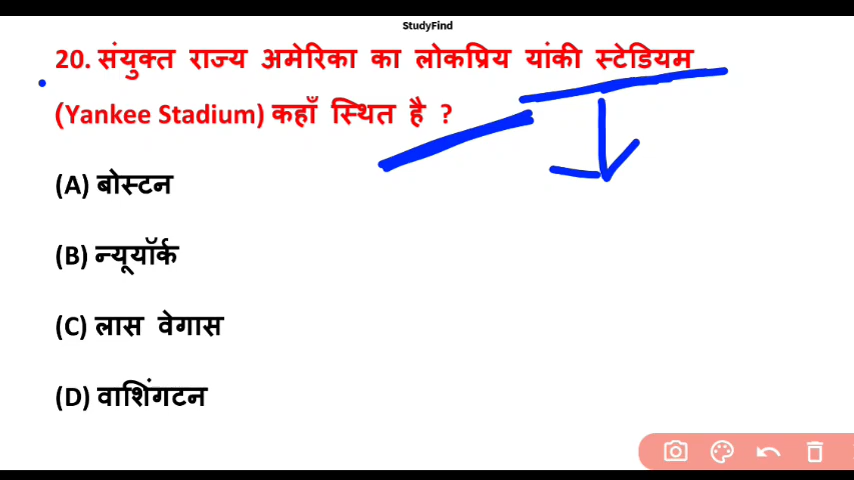 StudyFind
20. संयुक्त राज्य अमेरिका का लोकप्रिय यांकी स्टेडियम
(Yankee Stadium) कहाँ स्थित है ?
(A) बोस्टन
(B) न्यूयॉर्क
(C) लास वेगास
(D) वाशिंगटन